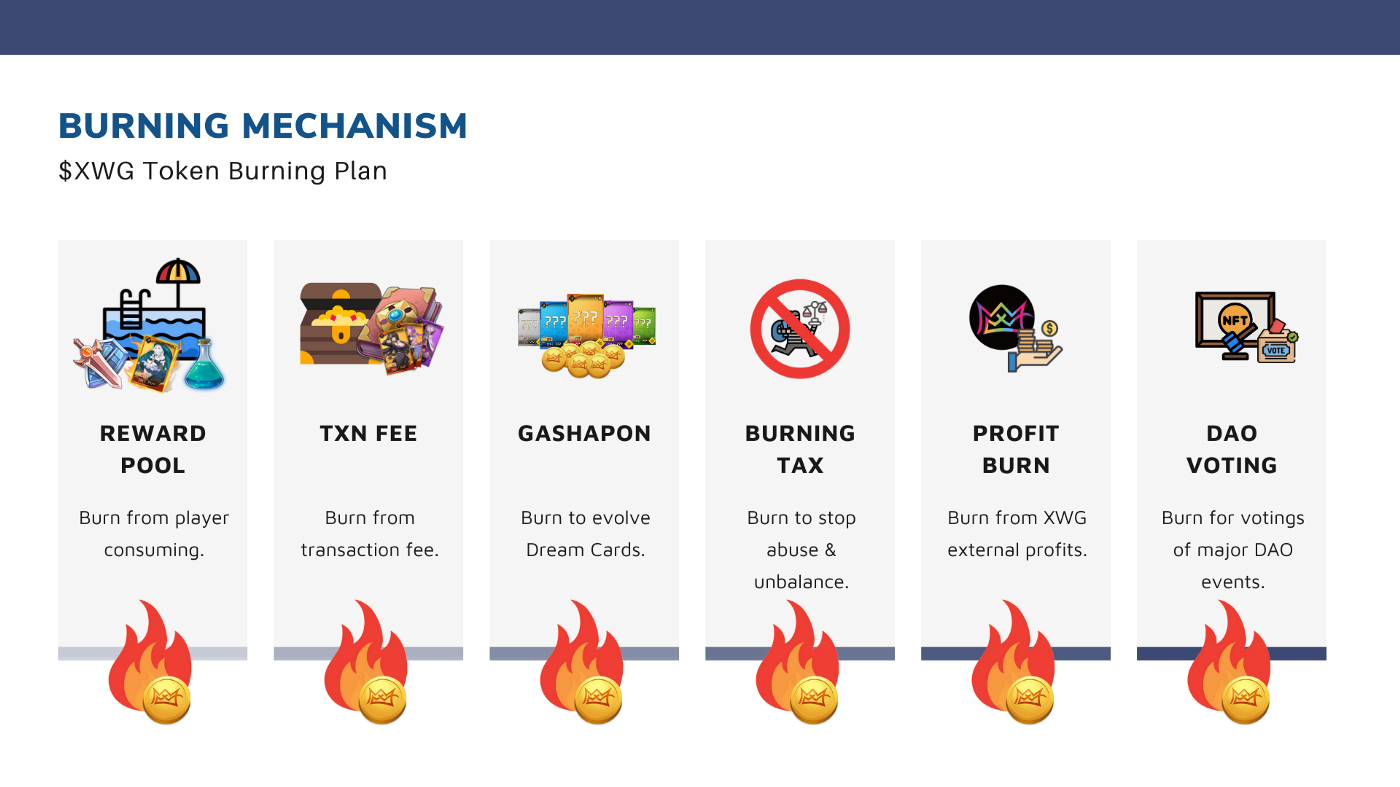 BURNING MECHANISM
$XWG Token Burning Plan
???
???
???
???
$
NFT
VOTE
REWARD
POOL
TXN FEE
GASHAPON
BURNING
TAX
PROFIT
BURN
DAO
VOTING
Burn from player
consuming.
Burn from
transaction fee.
Burn to evolve
Dream Cards.
Burn to stop
abuse &
unbalance.
Burn from XWG
external profits.
Burn for votings
of major DAO
events.